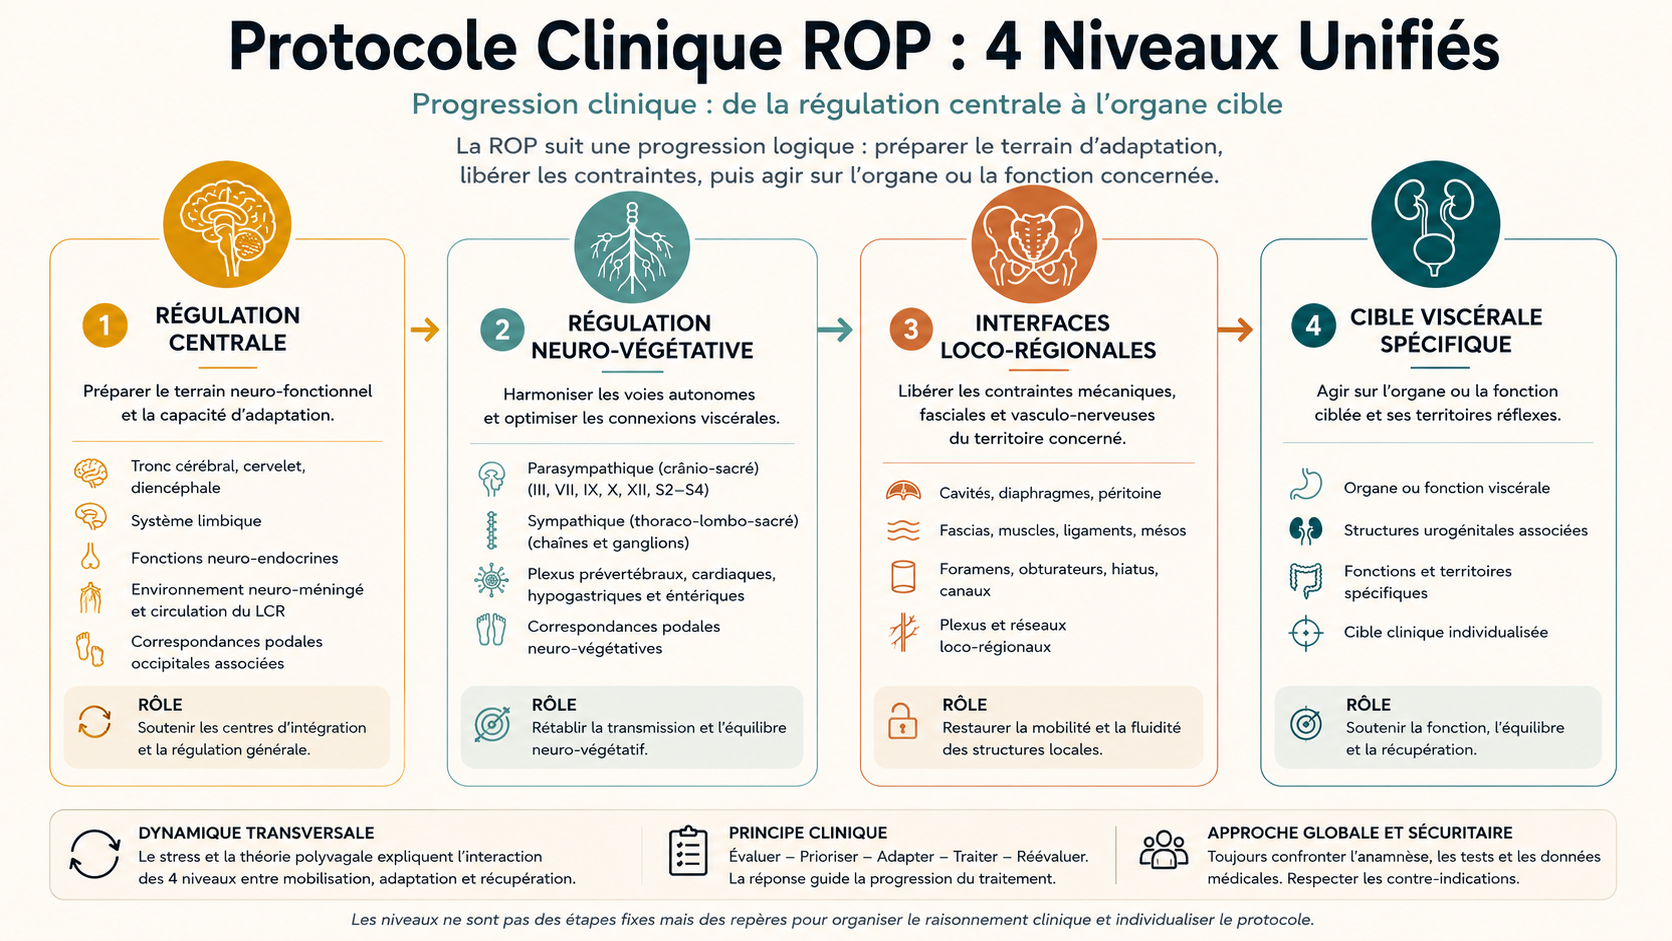 Protocole Clinique ROP : 4 Niveaux Unifiés
Progression clinique : de la régulation centrale à l'organe cible
La ROP suit une progression logique : préparer le terrain d'adaptation,
libérer les contraintes, puis agir sur l'organe ou la fonction concernée.
1
RÉGULATION
CENTRALE
Préparer le terrain neuro-fonctionnel
et la capacité d'adaptation.
Tronc cérébral, cervelet,
diencéphale
Système limbique
Fonctions neuro-endocrines
Environnement neuro-méningé
et circulation du LCR
Correspondances podales
occipitales associées
RÔLE
Soutenir les centres d'intégration
et la régulation générale.
2
RÉGULATION
NEURO-VÉGÉTATIVE
Harmoniser les voies autonomes
et optimiser les connexions viscérales.
Parasympathique (crânio-sacré)
(III, VII, IX, X, XII, S2–S4)
Sympathique (thoraco-lombo-sacré)
(chaînes et ganglions)
Plexus prévertébraux, cardiaques,
hypogastriques et éntériques
Correspondances podales
neuro-végétatives
RÔLE
Rétablir la transmission et l'équilibre
neuro-végétatif.
3
INTERFACES
LOCO-RÉGIONALES
Libérer les contraintes mécaniques,
fasciales et vasculo-nerveuses
du territoire concerné.
Cavités, diaphragmes, péritoine
Fascias, muscles, ligaments, mésos
Foramens, obturateurs, hiatus,
canaux
Plexus et réseaux
loco-régionaux
RÔLE
Restaurer la mobilité et la fluidité
des structures locales.
4
CIBLE VISCÉRALE
SPÉCIFIQUE
Agir sur l'organe ou la fonction
ciblée et ses territoires réflexes.
Organe ou fonction viscérale
Structures urogénitales associées
Fonctions et territoires
spécifiques
Cible clinique individualisée
RÔLE
Soutenir la fonction, l'équilibre
et la récupération.
DYNAMIQUE TRANSVERSALE
Le stress et la théorie polyvagale expliquent l'interaction
des 4 niveaux entre mobilisation, adaptation et récupération.
PRINCIPE CLINIQUE
Évaluer – Prioriser – Adapter – Traiter – Réévaluer.
La réponse guide la progression du traitement.
APPROCHE GLOBALE ET SÉCURITAIRE
Toujours confronter l'anamnèse, les tests et les données
médicales. Respecter les contre-indications.
Les niveaux ne sont pas des étapes fixes mais des repères pour organiser le raisonnement clinique et individualiser le protocole.